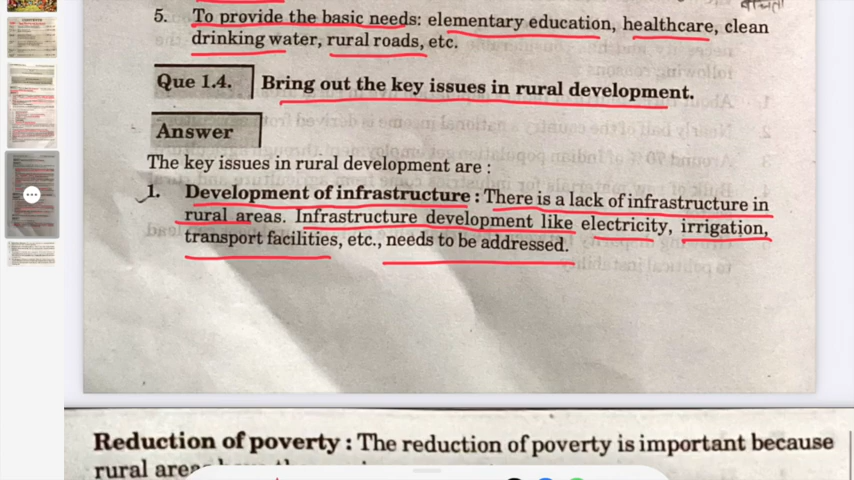 5. To provide the basic needs: elementary education, healthcare, clean
drinking water, rural roads, etc.
Que 1.4. Bring out the key issues in rural development.
Answer
The key issues in rural development are :
1. Development of infrastructure : There is a lack of infrastructure in
rural areas. Infrastructure development like electricity, irrigation,
transport facilities, etc., needs to be addressed.
Reduction of poverty : The reduction of poverty is important because
rural areas